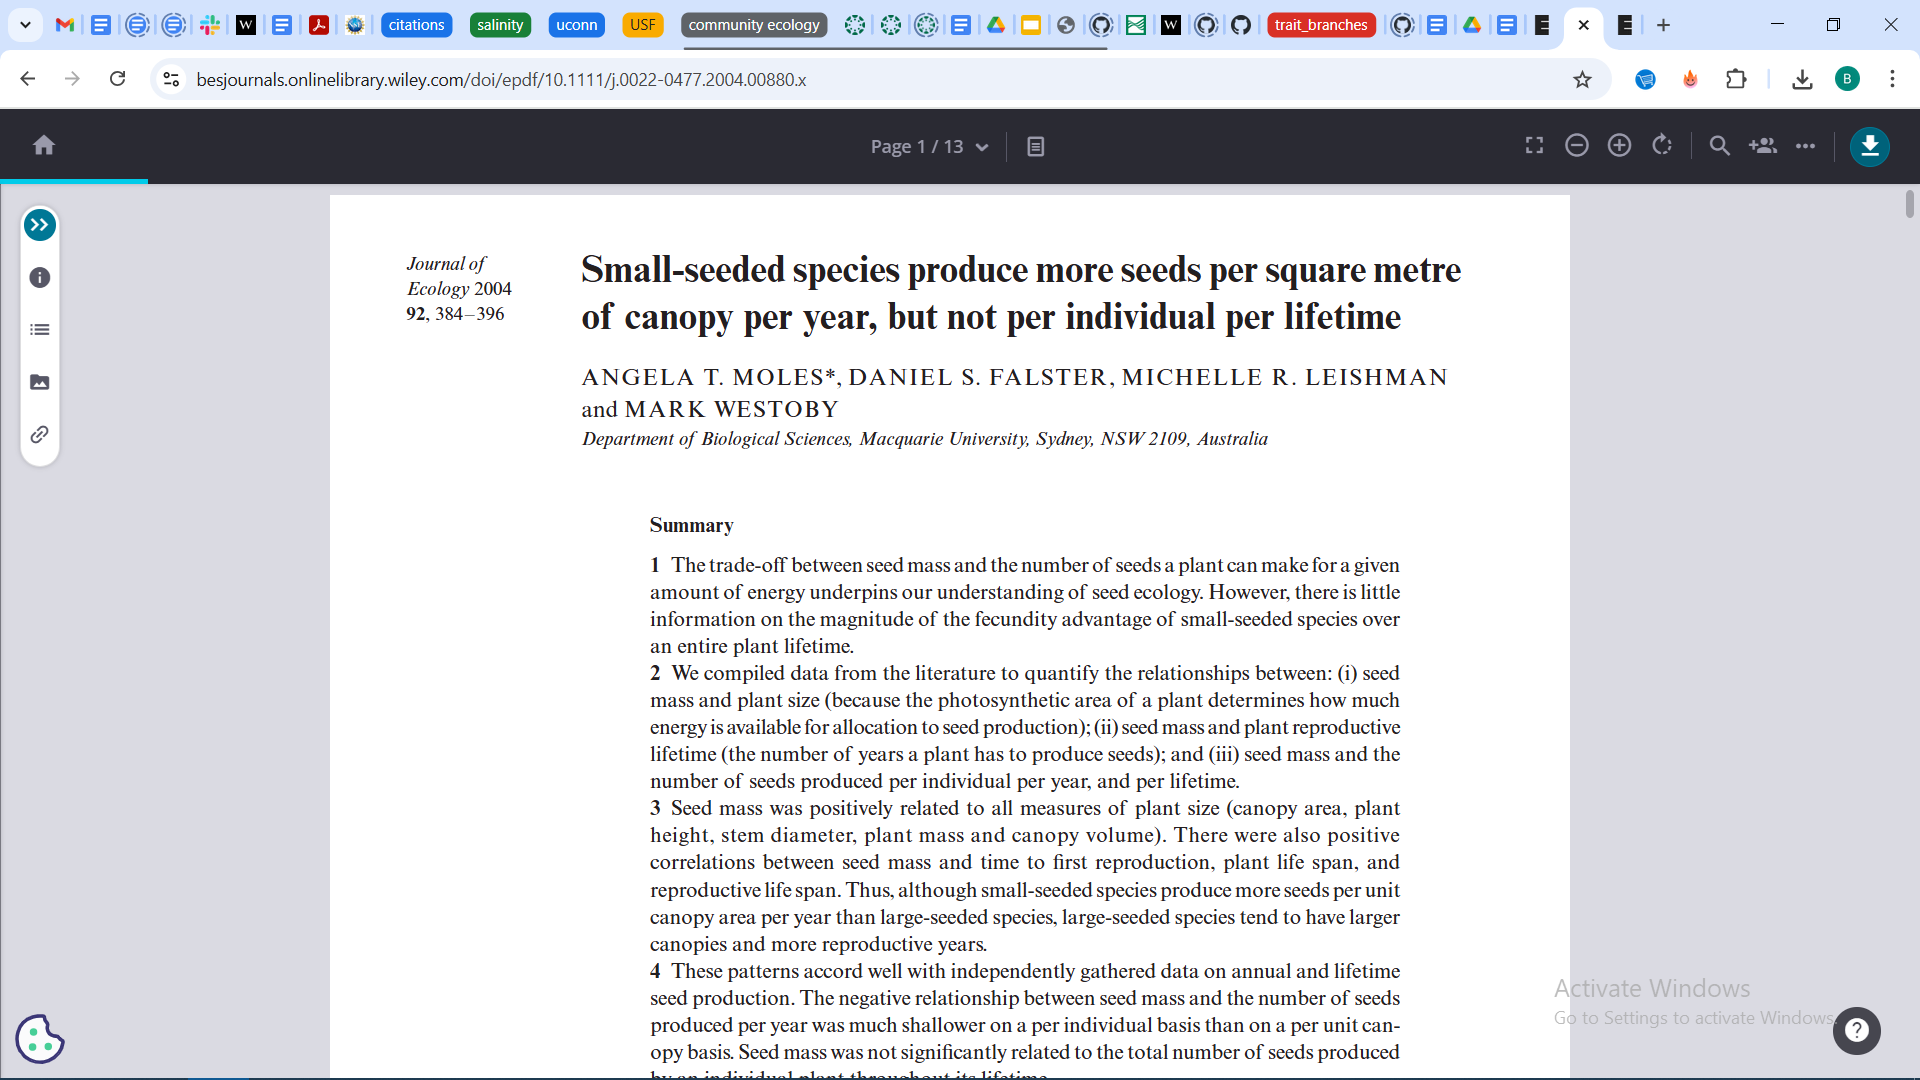 citations
salinity
uconn
USF
community ecology
trait_branches
besjournals.onlinelibrary.wiley.com/doi/epdf/10.1111/j.0022-0477.2004.00880.x
B
Page 1 / 13
Journal of
Ecology 2004
92, 384–396
Small-seeded species produce more seeds per square metre
of canopy per year, but not per individual per lifetime
ANGELA T. MOLES*, DANIEL S. FALSTER, MICHELLE R. LEISHMAN
and MARK WESTOBY
Department of Biological Sciences, Macquarie University, Sydney, NSW 2109, Australia
Summary
1 The trade-off between seed mass and the number of seeds a plant can make for a given
amount of energy underpins our understanding of seed ecology. However, there is little
information on the magnitude of the fecundity advantage of small-seeded species over
an entire plant lifetime.
2 We compiled data from the literature to quantify the relationships between: (i) seed
mass and plant size (because the photosynthetic area of a plant determines how much
energy is available for allocation to seed production); (ii) seed mass and plant reproductive
lifetime (the number of years a plant has to produce seeds); and (iii) seed mass and the
number of seeds produced per individual per year, and per lifetime.
3 Seed mass was positively related to all measures of plant size (canopy area, plant
height, stem diameter, plant mass and canopy volume). There were also positive
correlations between seed mass and time to first reproduction, plant life span, and
reproductive life span. Thus, although small-seeded species produce more seeds per unit
canopy area per year than large-seeded species, large-seeded species tend to have larger
canopies and more reproductive years.
4 These patterns accord well with independently gathered data on annual and lifetime
seed production. The negative relationship between seed mass and the number of seeds
produced per year was much shallower on a per individual basis than on a per unit can-
opy basis. Seed mass was not significantly related to the total number of seeds produced
by an individual plant throughout its lifetime.
Activate Windows
Go to Settings to activate Windows.